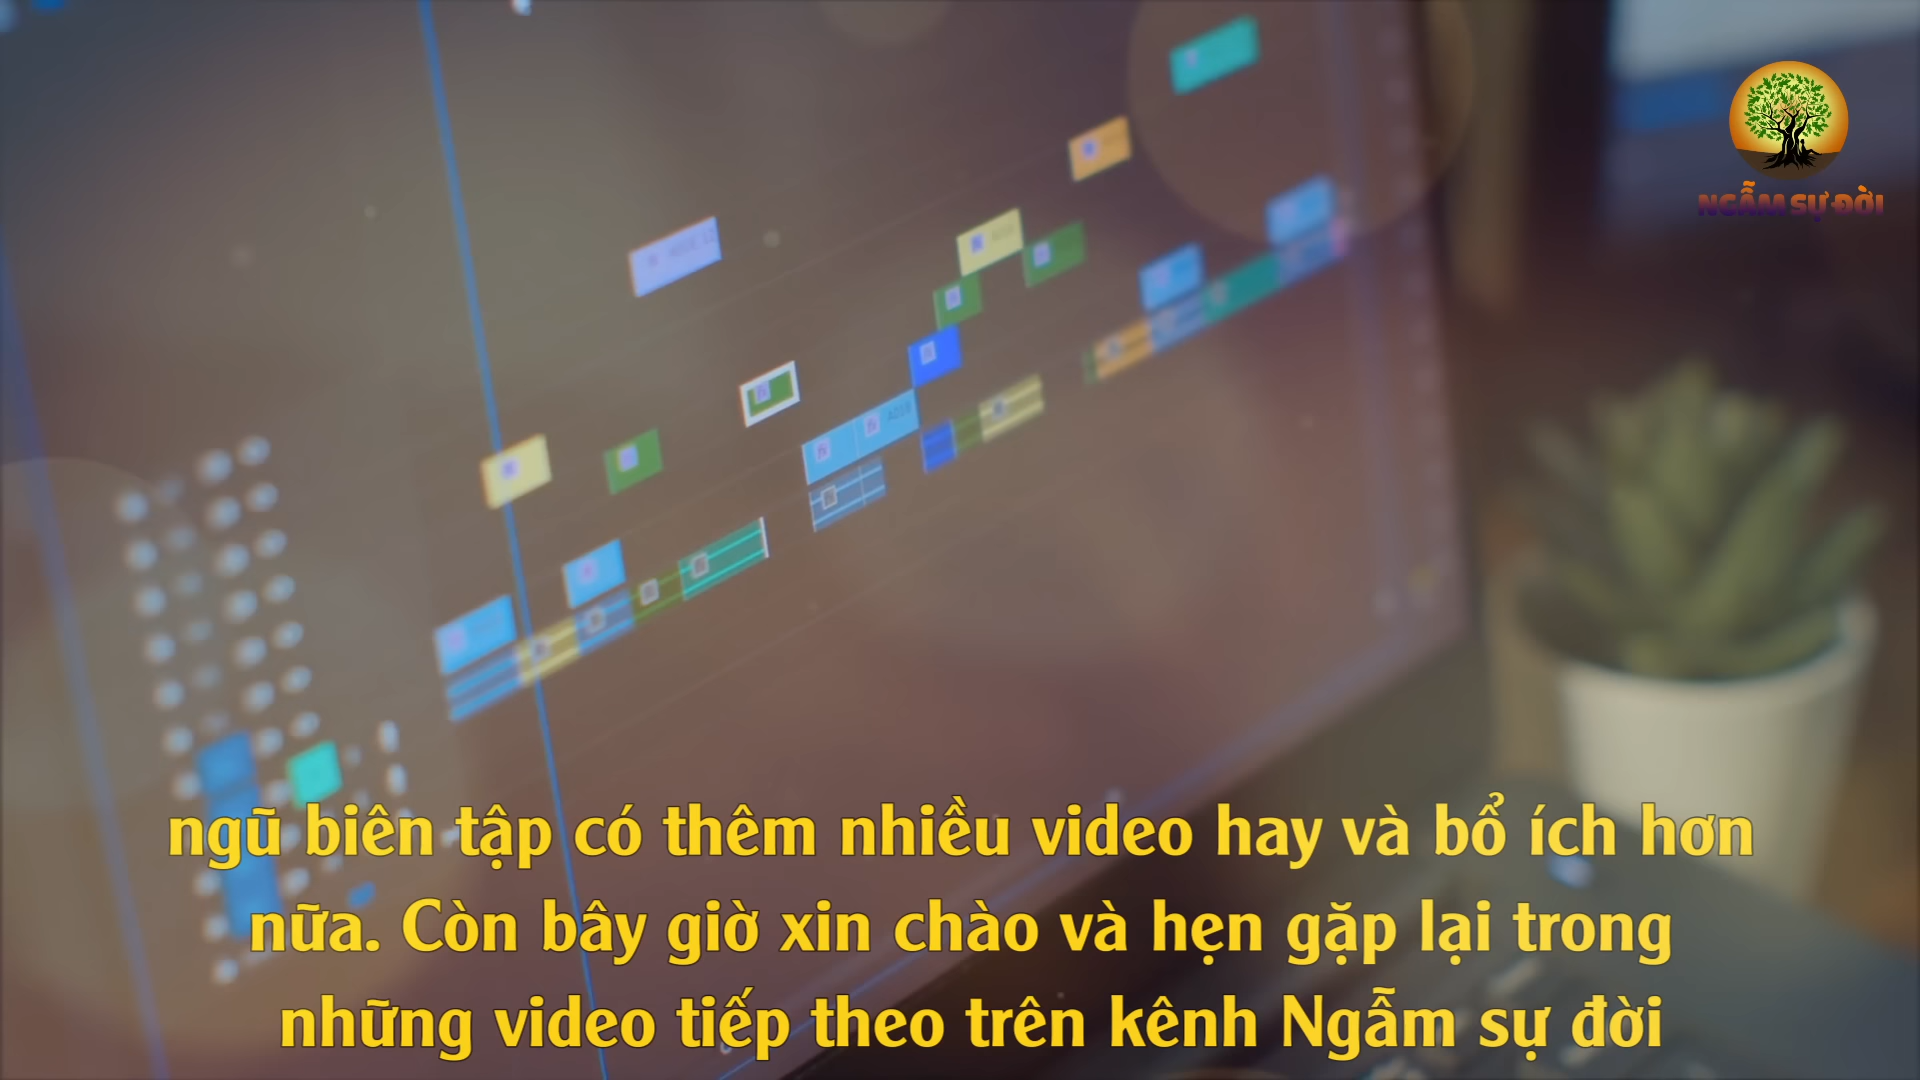 NGẪM SỰ ĐỜI
ngũ biên tập có thêm nhiều video hay và bổ ích hơn
nữa. Còn bây giờ xin chào và hẹn gặp lại trong
những video tiếp theo trên kênh Ngẫm sự đời